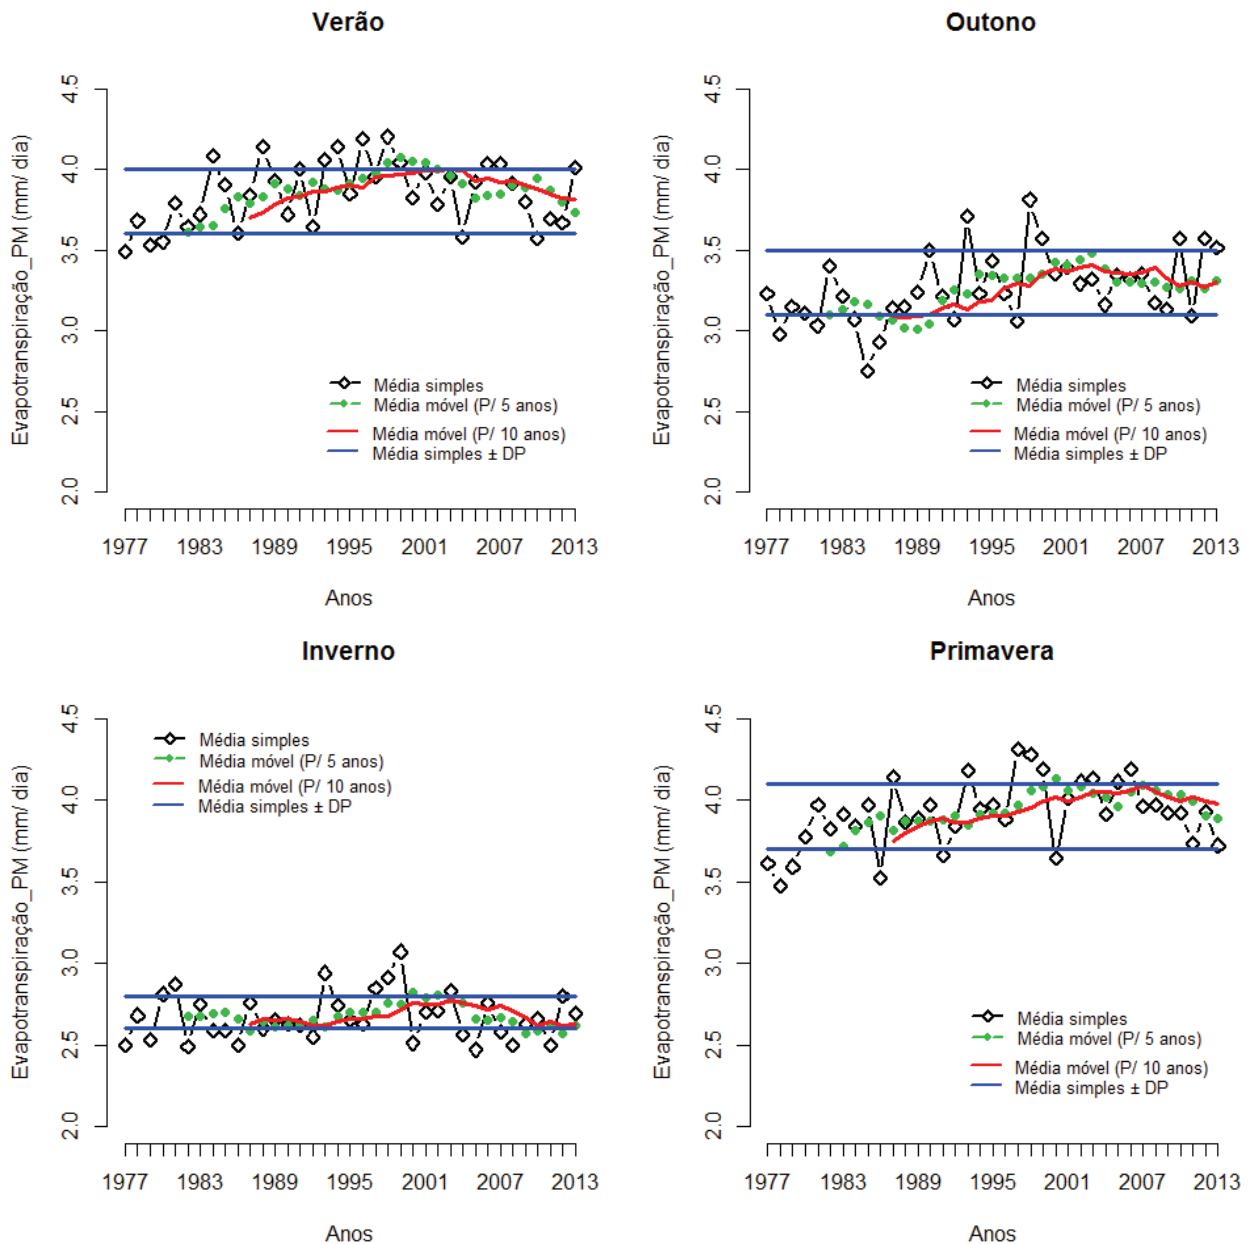 Verão
Evapotranspiração_PM (mm/ dia)
4.5
4.0
3.5
3.0
2.5
2.0
Média simples
Média móvel (P/ 5 anos)
Média móvel (P/ 10 anos)
Média simples ± DP
1977 1983 1989 1995 2001 2007 2013
Anos
Outono
Evapotranspiração_PM (mm/ dia)
4.5
4.0
3.5
3.0
2.5
2.0
Média simples
Média móvel (P/ 5 anos)
Média móvel (P/ 10 anos)
Média simples ± DP
1977 1983 1989 1995 2001 2007 2013
Anos
Inverno
Evapotranspiração_PM (mm/ dia)
4.5
4.0
3.5
3.0
2.5
2.0
Média simples
Média móvel (P/ 5 anos)
Média móvel (P/ 10 anos)
Média simples ± DP
1977 1983 1989 1995 2001 2007 2013
Anos
Primavera
Evapotranspiração_PM (mm/ dia)
4.5
4.0
3.5
3.0
2.5
2.0
Média simples
Média móvel (P/ 5 anos)
Média móvel (P/ 10 anos)
Média simples ± DP
1977 1983 1989 1995 2001 2007 2013
Anos